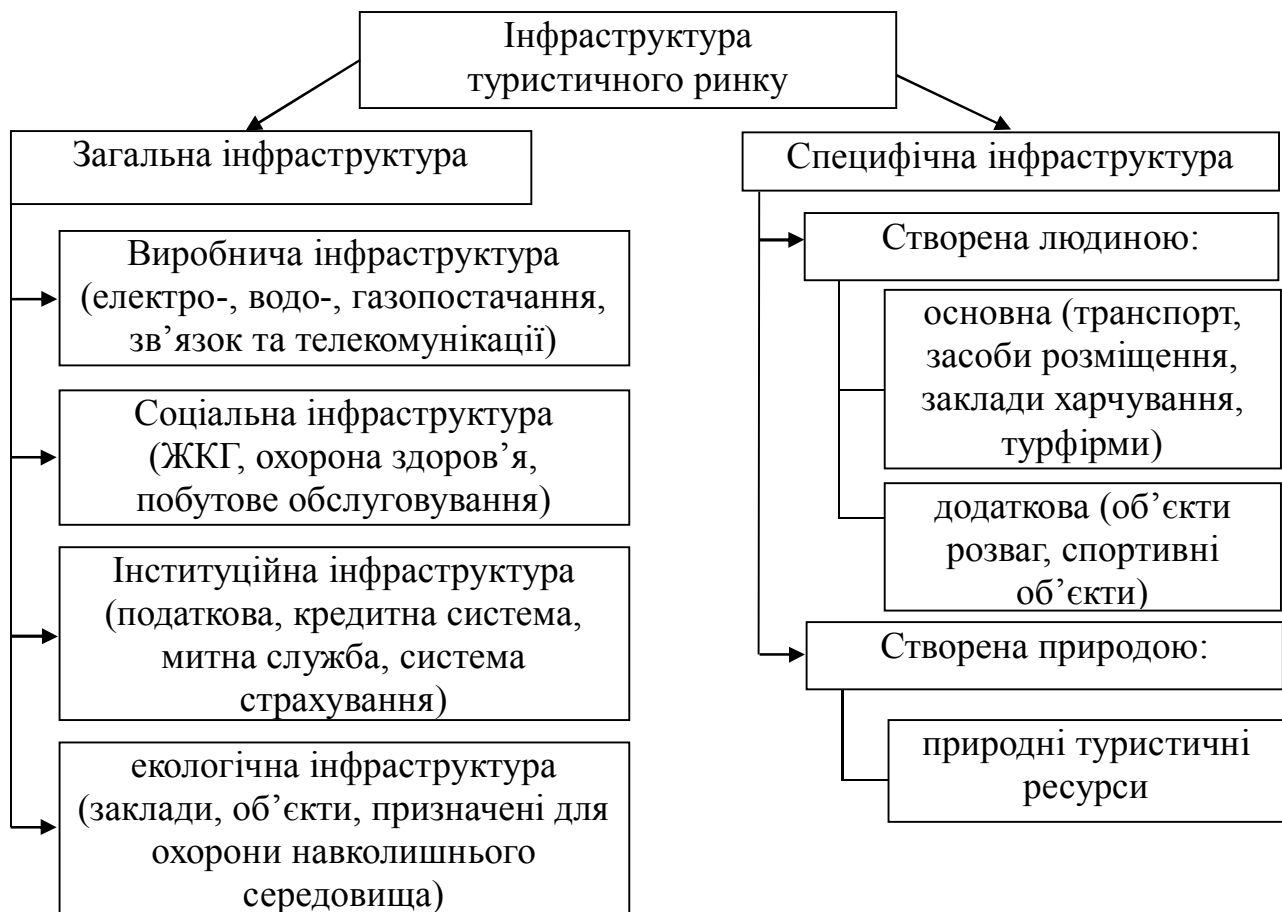 Інфраструктура
туристичного ринку
Загальна інфраструктура
Виробнича інфраструктура
(електро-, водо-, газопостачання,
зв’язок та телекомунікації)
Соціальна інфраструктура
(ЖКГ, охорона здоров’я,
побутове обслуговування)
Інституційна інфраструктура
(податкова, кредитна система,
митна служба, система
страхування)
екологічна інфраструктура
(заклади, об’єкти, призначені для
охорони навколишнього
середовища)
Специфічна інфраструктура
Створена людиною:
основна (транспорт,
засоби розміщення,
заклади харчування,
турфірми)
додаткова (об’єкти
розваг, спортивні
об’єкти)
Створена природою:
природні туристичні
ресурси